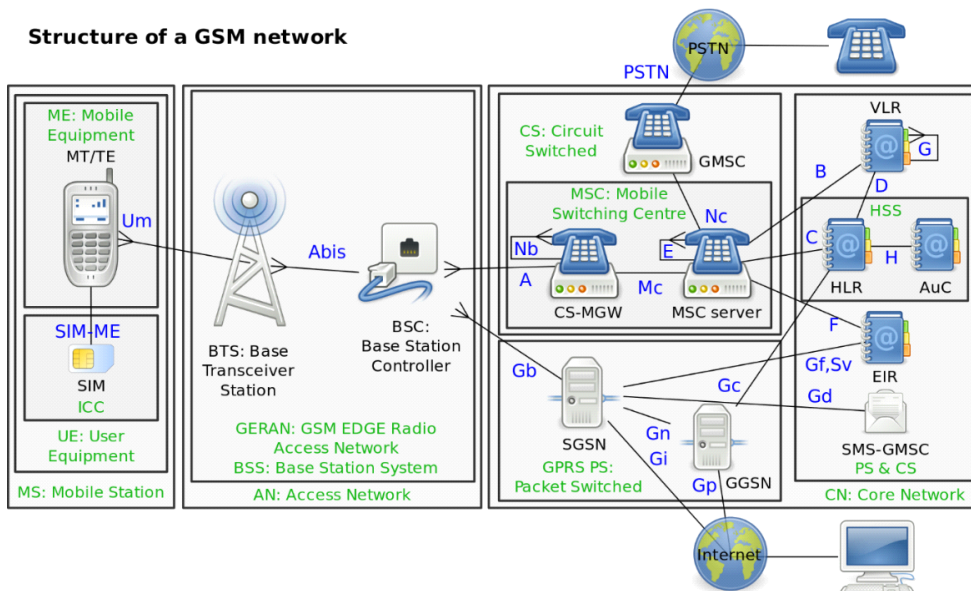 Structure of a GSM network
PSTN
PSTN
ME: Mobile
Equipment
MT/TE
Um
SIM-ME
SIM
ICC
UE: User
Equipment
MS: Mobile Station
Abis
BTS: Base
Transceiver
Station
BSC:
Base Station
Controller
GERAN: GSM EDGE Radio
Access Network
BSS: Base Station System
AN: Access Network
CS: Circuit
Switched
GMSC
MSC: Mobile
Switching Centre
Nc
Nb
E
A
Mc
CS-MGW
MSC server
VLR
G
B
D
HSS
C
H
HLR
AuC
F
Gf,Sv
EIR
Gb
Gc
Gd
SGSN
Gn
Gi
Gp
GGSN
GPRS PS:
Packet Switched
SMS-GMSC
PS & CS
CN: Core Network
Internet